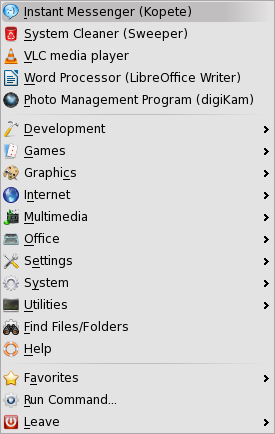 Instant Messenger (Kopete)
System Cleaner (Sweeper)
VLC media player
Word Processor (LibreOffice Writer)
Photo Management Program (digiKam)
Development
Games
Graphics
Internet
Multimedia
Office
Settings
System
Utilities
Find Files/Folders
Help
Favorites
Run Command...
Leave